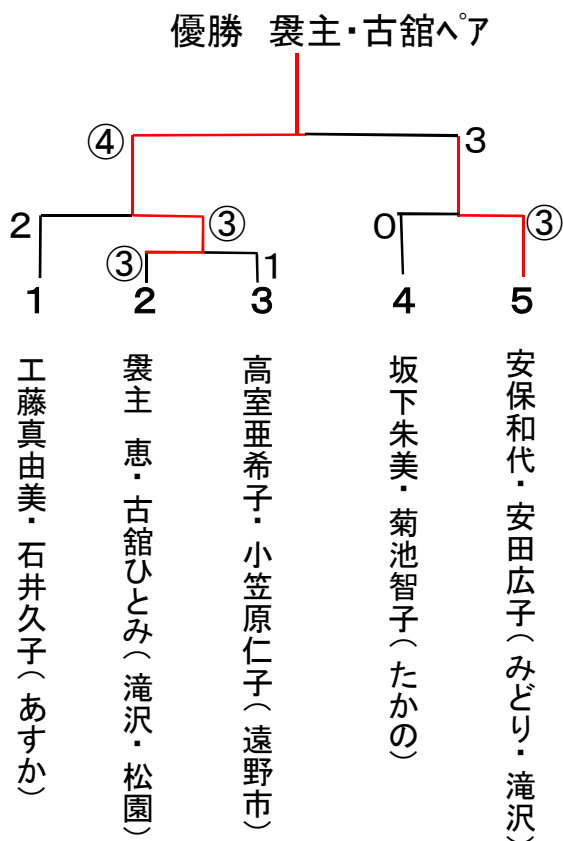 優勝 袰主・古舘ペア
④
3
2
③
0
③
③
1
1
2
3
4
5
工藤真由美・石井久子（あすか）
袰主 恵・古舘ひとみ（滝沢・松園）
高室亜希子・小笠原仁子（遠野市）
坂下朱美・菊池智子（たかの）
安保和代・安田広子（みどり・滝沢）